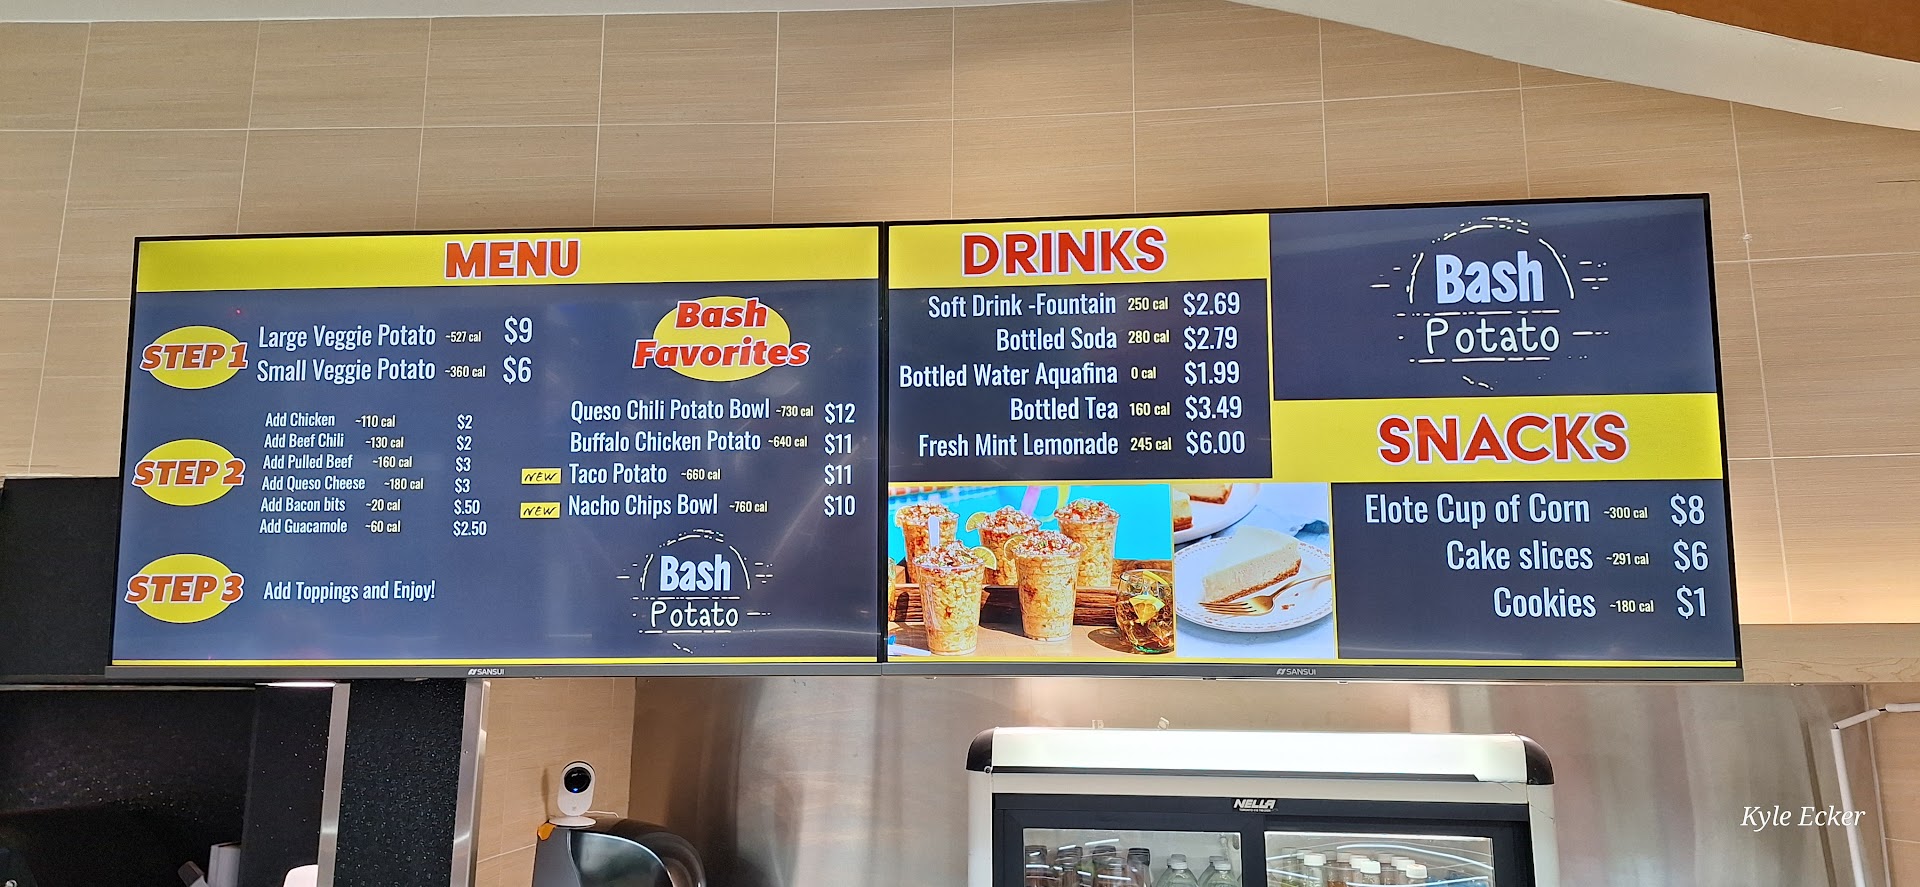 MENU
STEP 1
Large Veggie Potato ~527 cal $9
Small Veggie Potato ~360 cal $6
STEP 2
Add Chicken ~110 cal $2
Add Beef Chili ~130 cal $2
Add Pulled Beef ~160 cal $3
Add Queso Cheese ~180 cal $3
Add Bacon bits ~20 cal $.50
Add Guacamole ~60 cal $2.50
STEP 3
Add Toppings and Enjoy!
Bash
Favorites
Queso Chili Potato Bowl ~730 cal $12
Buffalo Chicken Potato ~640 cal $11
NEW Taco Potato ~660 cal $11
NEW Nacho Chips Bowl ~760 cal $10
Bash
Potato
SANSUI
DRINKS
Soft Drink -Fountain 250 cal $2.69
Bottled Soda 280 cal $2.79
Bottled Water Aquafina 0 cal $1.99
Bottled Tea 160 cal $3.49
Fresh Mint Lemonade 245 cal $6.00
Bash
Potato
SNACKS
Elote Cup of Corn ~300 cal $8
Cake slices ~291 cal $6
Cookies ~180 cal $1
SANSUI
NELLA
Kyle Ecker